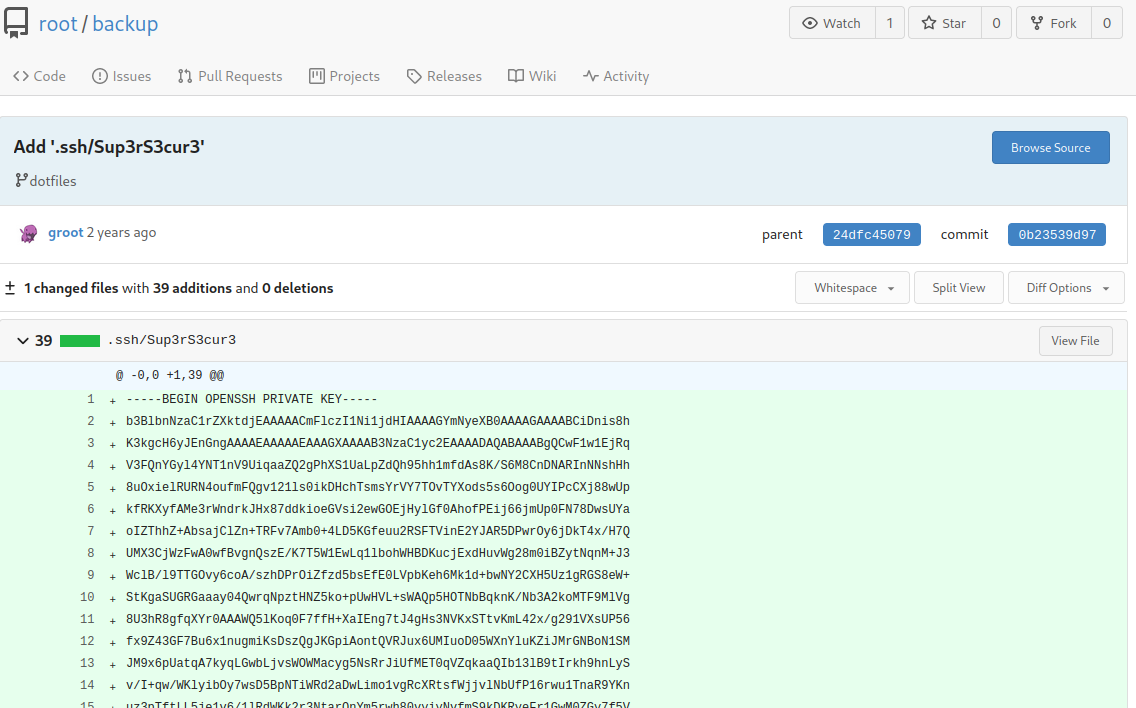 root / backup
Watch 1 Star 0 Fork 0
Code Issues Pull Requests Projects Releases Wiki Activity
Add '.ssh/Sup3rS3cur3'
Browse Source
dotfiles
groot 2 years ago
parent 24dfc45079 commit 0b23539d97
± 1 changed files with 39 additions and 0 deletions
Whitespace Split View Diff Options
39 .ssh/Sup3rS3cur3
View File
@ -0,0 +1,39 @@
1 + -----BEGIN OPENSSH PRIVATE KEY-----
2 + b3BlbnNzaC1rZXktdjEAAAAACmFlczI1Ni1jdHIAAAAGYmNyeXB0AAAAGAAAABCiDnis8h
3 + K3kgcH6yJEnGngAAAAEAAAAAEAAAGXAAAAB3NzaC1yc2EAAAADAQABAAABgQCwF1w1EjRq
4 + V3FQnYGyl4YNT1nV9UiqaaZQ2gPhXS1UaLpZdQh95hh1mfdAs8K/S6M8CnDNARInNNshHh
5 + 8uOxielRURN4oufmFQgv121ls0ikDHchTsmsYrVY7TOvTYXods5s6Oog0UYIPcCXj88wUp
6 + kfRKXyfAMe3rWndrkJHx87ddkioeGVsi2ewGOEjHylGf0AhofPEij66jmUp0FN78DwsUYa
7 + oIZThhZ+AbsajClZn+TRFv7Amb0+4LD5KGfeuu2RSFTVinE2YJAR5DPwrOy6jDkT4x/H7Q
8 + UMX3CjWzFwA0wfBvgnQszE/K7T5W1EwLq1lbohWHBDKucjExdHuvWg28m0iBZytNqnM+J3
9 + WclB/l9TTGOvy6coA/szhDPrOiZfzd5bsEfE0LVpbKeh6Mk1d+bwNY2CXH5Uz1gRGS8eW+
10 + StKgaSUGRGaaay04QwrqNpztHNZ5ko+pUwHVL+sWAQp5HOTNbBqknK/Nb3A2koMTF9MlVg
11 + 8U3hR8gfqXYr0AAAWQ5lKoq0F7ffH+XaIEng7tJ4gHs3NVKxSTtvKmL42x/g291VXsUP56
12 + fx9Z43GF7Bu6x1nugmiKsDszQgJKGpiAontQVRJux6UMIuoD05WXnYluKZiJMrGNBoN1SM
13 + JM9x6pUatqA7kyqLGwbLjvsWOWMacyg5NsRrJiUfMET0qVZqkaaQIb13lB9tIrkh9hnLyS
14 + v/I+qw/WKlyibOy7wsD5BpNTiWRd2aDwLimo1vgRcXRtsfWjjvlNbUfP16rwu1TnaR9YKn
15 +